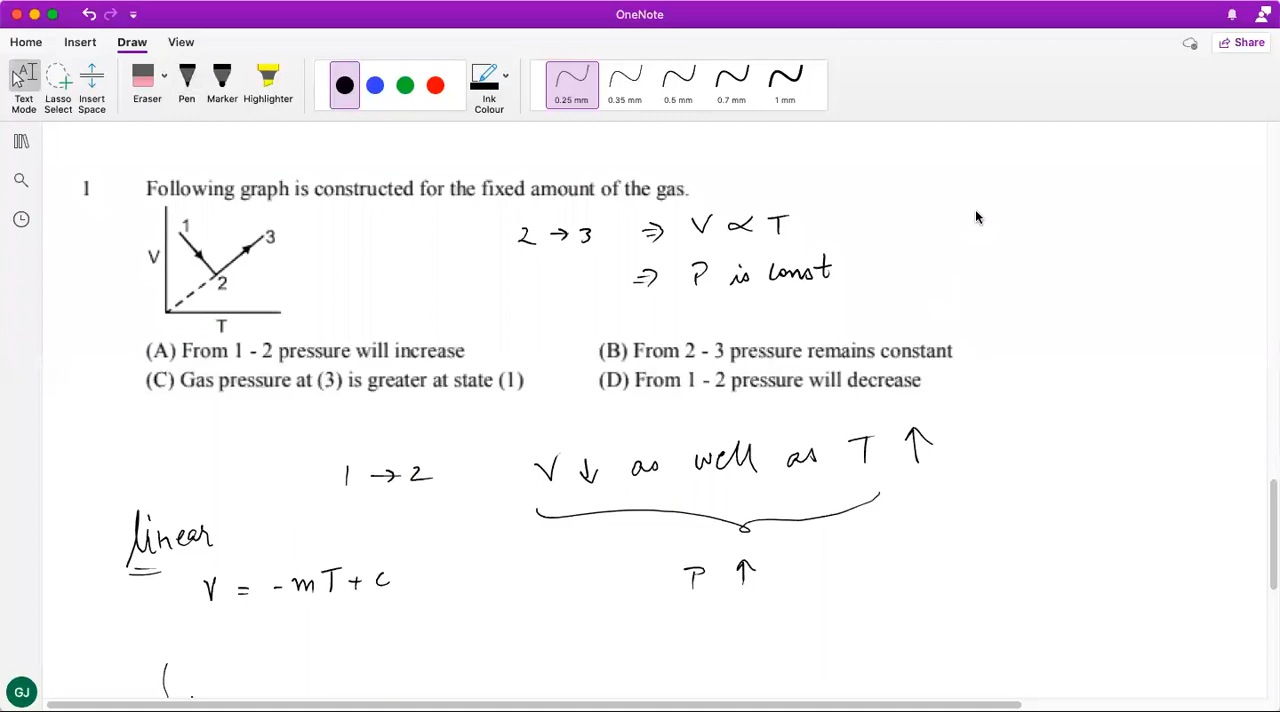 OneNote
Home Insert Draw View
Share
Text Mode
Lasso Select
Insert Space
Eraser
Pen
Marker
Highlighter
Ink Colour
0.25 mm
0.35 mm
0.5 mm
0.7 mm
1 mm
1 Following graph is constructed for the fixed amount of the gas.
V
1
2
3
T
2 → 3 ⇒ V ∝ T
⇒ P is const
(A) From 1 - 2 pressure will increase
(B) From 2 - 3 pressure remains constant
(C) Gas pressure at (3) is greater at state (1)
(D) From 1 - 2 pressure will decrease
1 → 2 V ↓ as well as T ↑
linear
V = -mT + c
P ↑
GJ